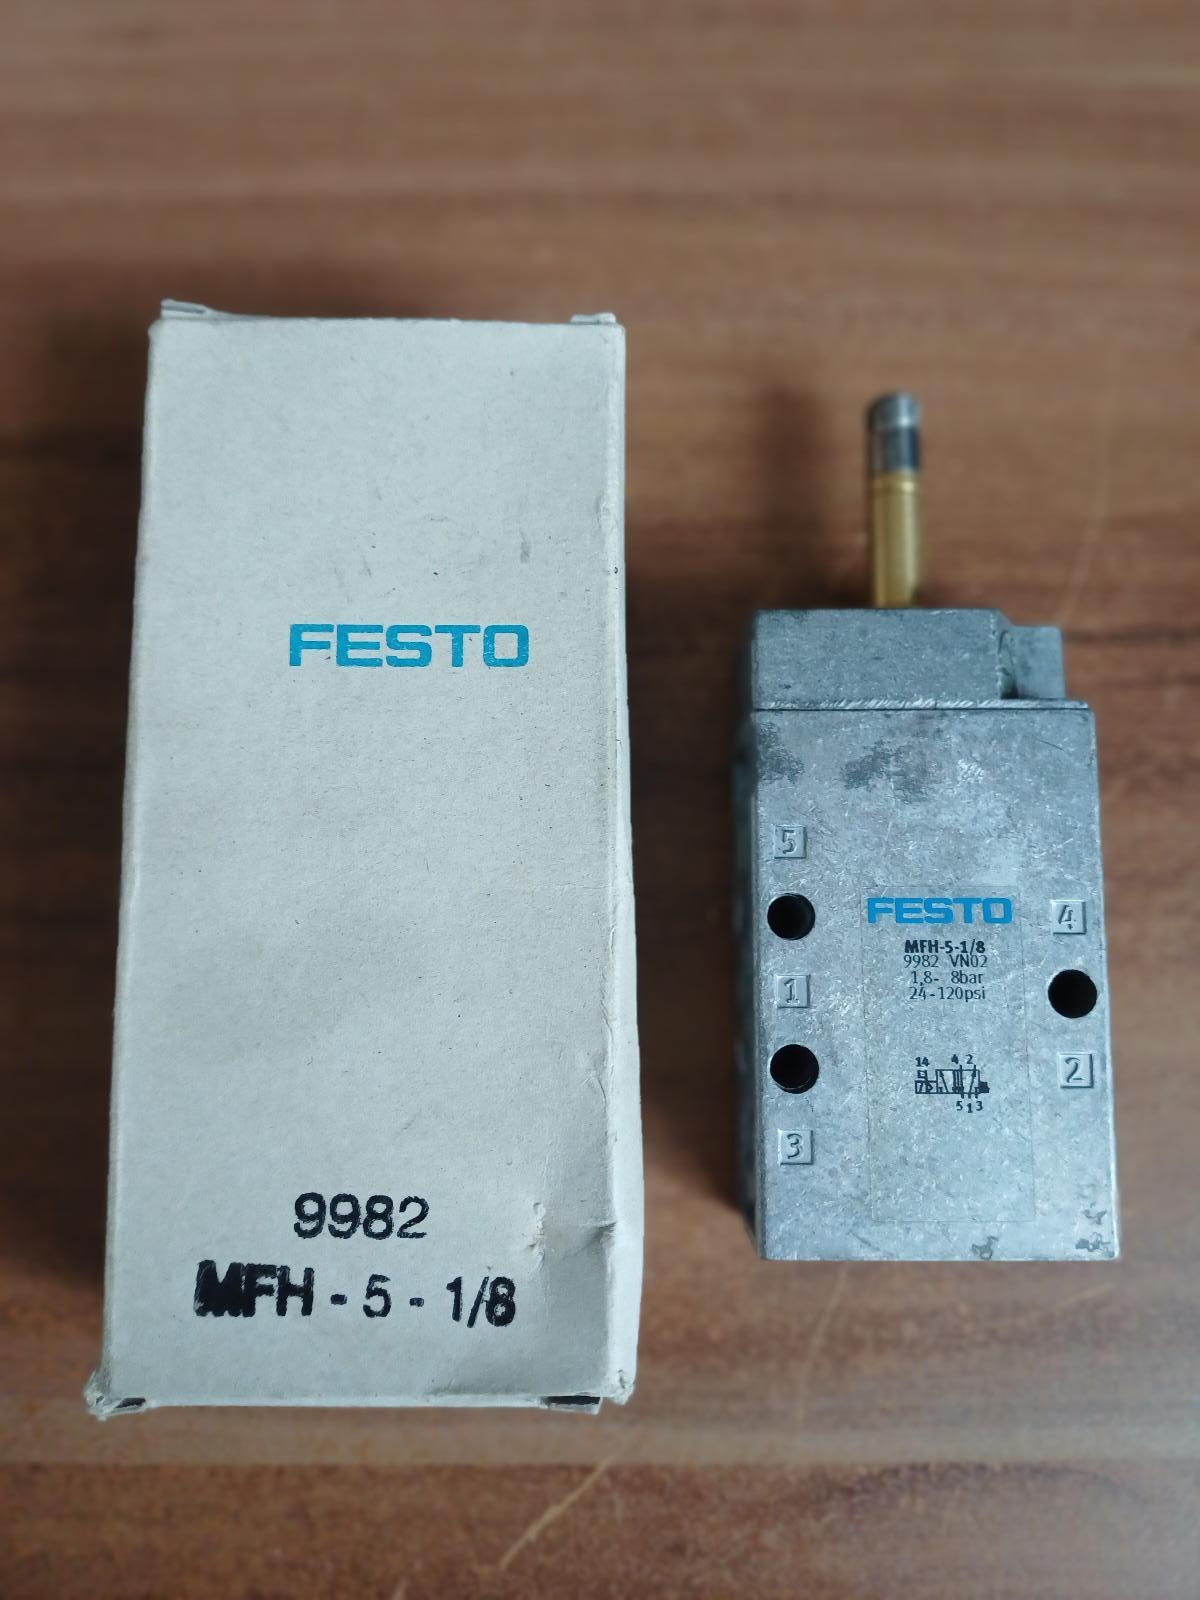 FESTO
9982
MFH - 5 - 1/8
5
4
1
2
3
FESTO
MFH-5-1/8
9982 VN02
1,8- 8bar
24-120psi
14 4 2
5 1 3